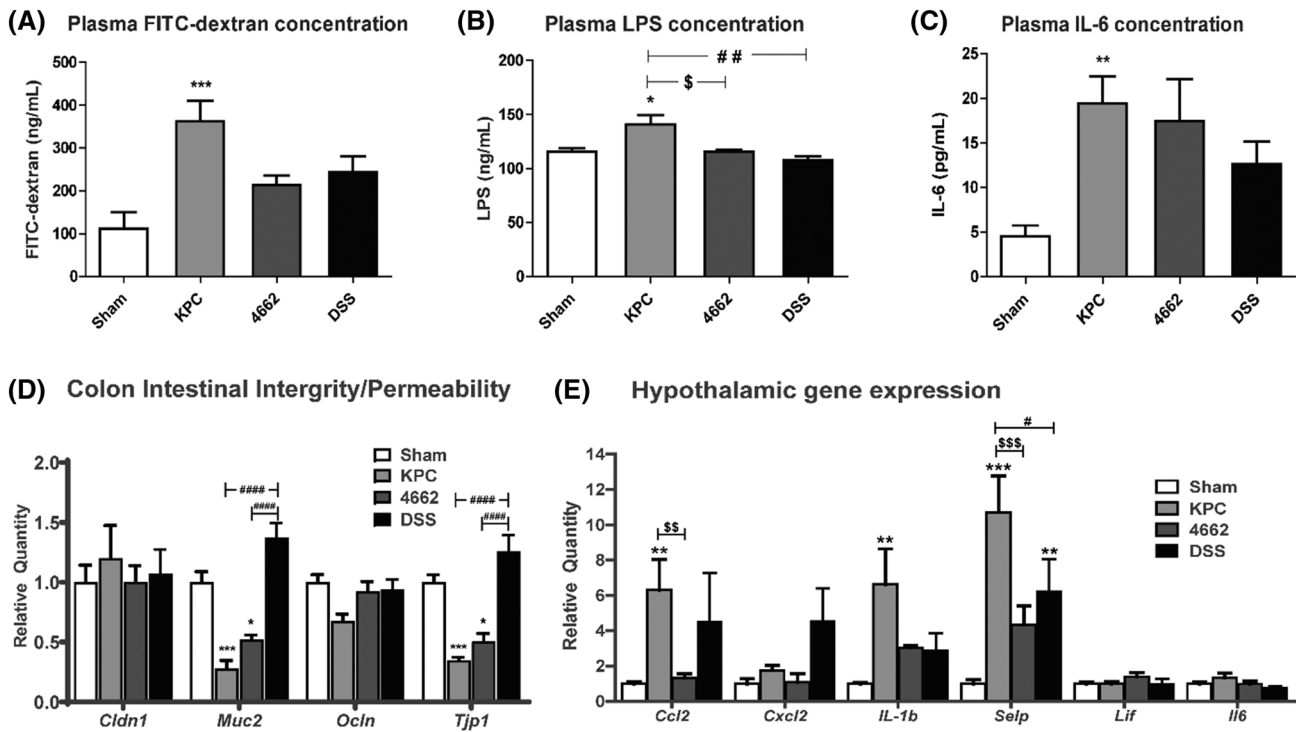 (A) Plasma FITC-dextran concentration
FITC-dextran (ng/mL)
500
400
300
200
100
0
***
Sham KPC 4662 DSS
(B) Plasma LPS concentration
LPS (ng/mL)
200
150
100
50
0
##
$
*
Sham KPC 4662 DSS
(C) Plasma IL-6 concentration
IL-6 (pg/mL)
25
20
15
10
5
0
**
Sham KPC 4662 DSS
(D) Colon Intestinal Intergrity/Permeability
Relative Quantity
2.0
1.5
1.0
0.5
0.0
Sham
KPC
4662
DSS
####
####
*** *
####
####
*** *
Cldn1 Muc2 Ocln Tjp1
(E) Hypothalamic gene expression
Relative Quantity
14
12
10
8
6
4
2
0
Sham
KPC
4662
DSS
$$
**
**
#
$$$
***
**
Ccl2 Cxcl2 IL-1b Selp Lif Il6